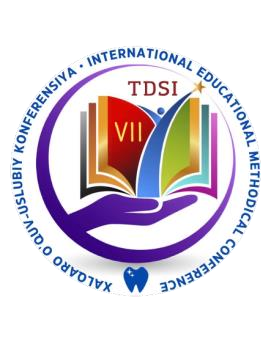 XALQARO O'QUV-USLUBIY KONFERENSIYA • INTERNATIONAL EDUCATIONAL METHODICAL CONFERENCE
TDSI
VII